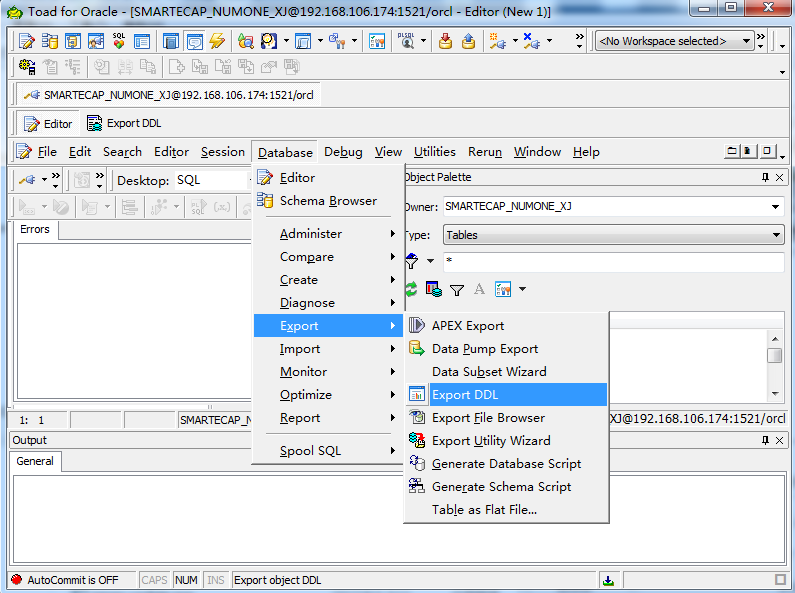 Toad for Oracle - [SMARTECAP_NUMONE_XJ@192.168.106.174:1521/orcl - Editor (New 1)]
SQL
PLSQL
<No Workspace selected>
SMARTECAP_NUMONE_XJ@192.168.106.174:1521/orcl
Editor
Export DDL
File Edit Search Editor Session Database Debug View Utilities Rerun Window Help
Desktop: SQL
Errors
Editor
Schema Browser
Administer
Compare
Create
Diagnose
Export
Import
Monitor
Optimize
Report
Spool SQL
Object Palette
Owner: SMARTECAP_NUMONE_XJ
Type: Tables
*
A
APEX Export
Data Pump Export
Data Subset Wizard
Export DDL
Export File Browser
Export Utility Wizard
Generate Database Script
Generate Schema Script
Table as Flat File...
1: 1
SMARTECAP_N
XJ@192.168.106.174:1521/orcl
Output
General
AutoCommit is OFF CAPS NUM INS Export object DDL